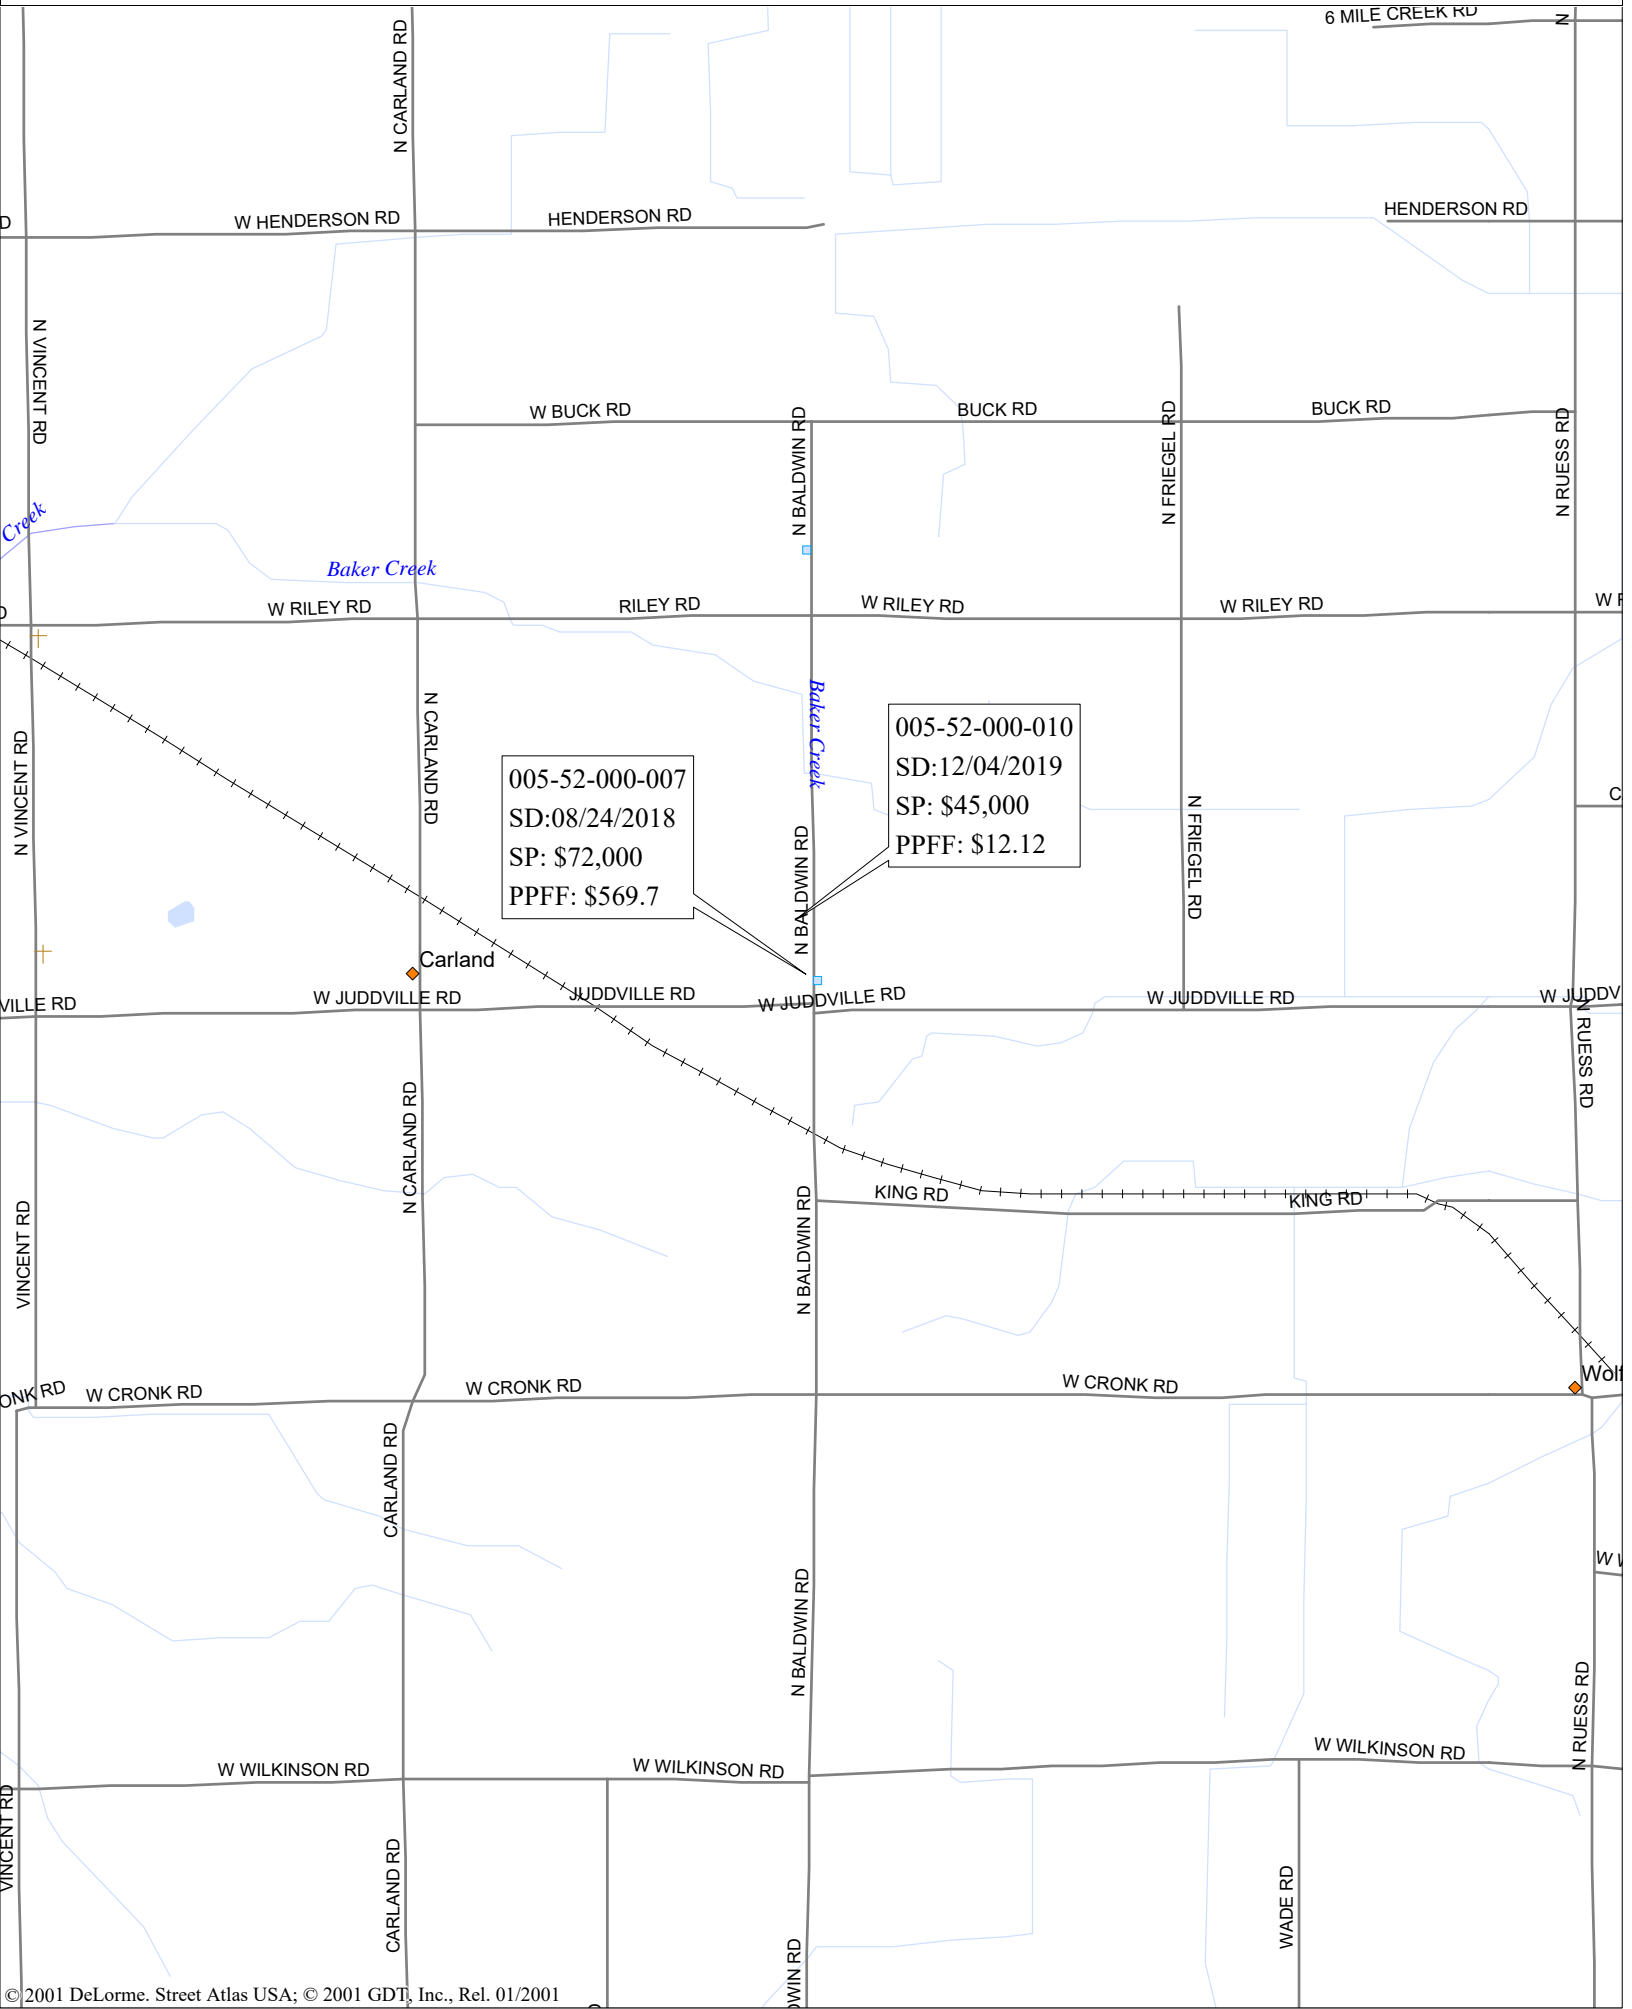 6 MILE CREEK RD
N
N CARLAND RD
W HENDERSON RD
HENDERSON RD
HENDERSON RD
D
N VINCENT RD
W BUCK RD
BUCK RD
BUCK RD
N BALDWIN RD
N FRIEGEL RD
N RUESS RD
Creek
Baker Creek
W RILEY RD
RILEY RD
W RILEY RD
W RILEY RD
N VINCENT RD
N CARLAND RD
Baker Creek
005-52-000-010
SD:12/04/2019
SP: $45,000
PPFF: $12.12
005-52-000-007
SD:08/24/2018
SP: $72,000
PPFF: $569.7
N BALDWIN RD
N FRIEGEL RD
C
Carland
VILLE RD
W JUDDVILLE RD
JUDDVILLE RD
W JUDDVILLE RD
W JUDDVILLE RD
W JUDDV
N RUESS RD
N CARLAND RD
VINCENT RD
N BALDWIN RD
KING RD
KING RD
ONK RD
W CRONK RD
W CRONK RD
W CRONK RD
Wolf
CARLAND RD
N BALDWIN RD
N RUESS RD
W WILKINSON RD
W WILKINSON RD
W WILKINSON RD
VINCENT RD
CARLAND RD
WADE RD
DWIN RD
© 2001 DeLorme. Street Atlas USA; © 2001 GDT, Inc., Rel. 01/2001